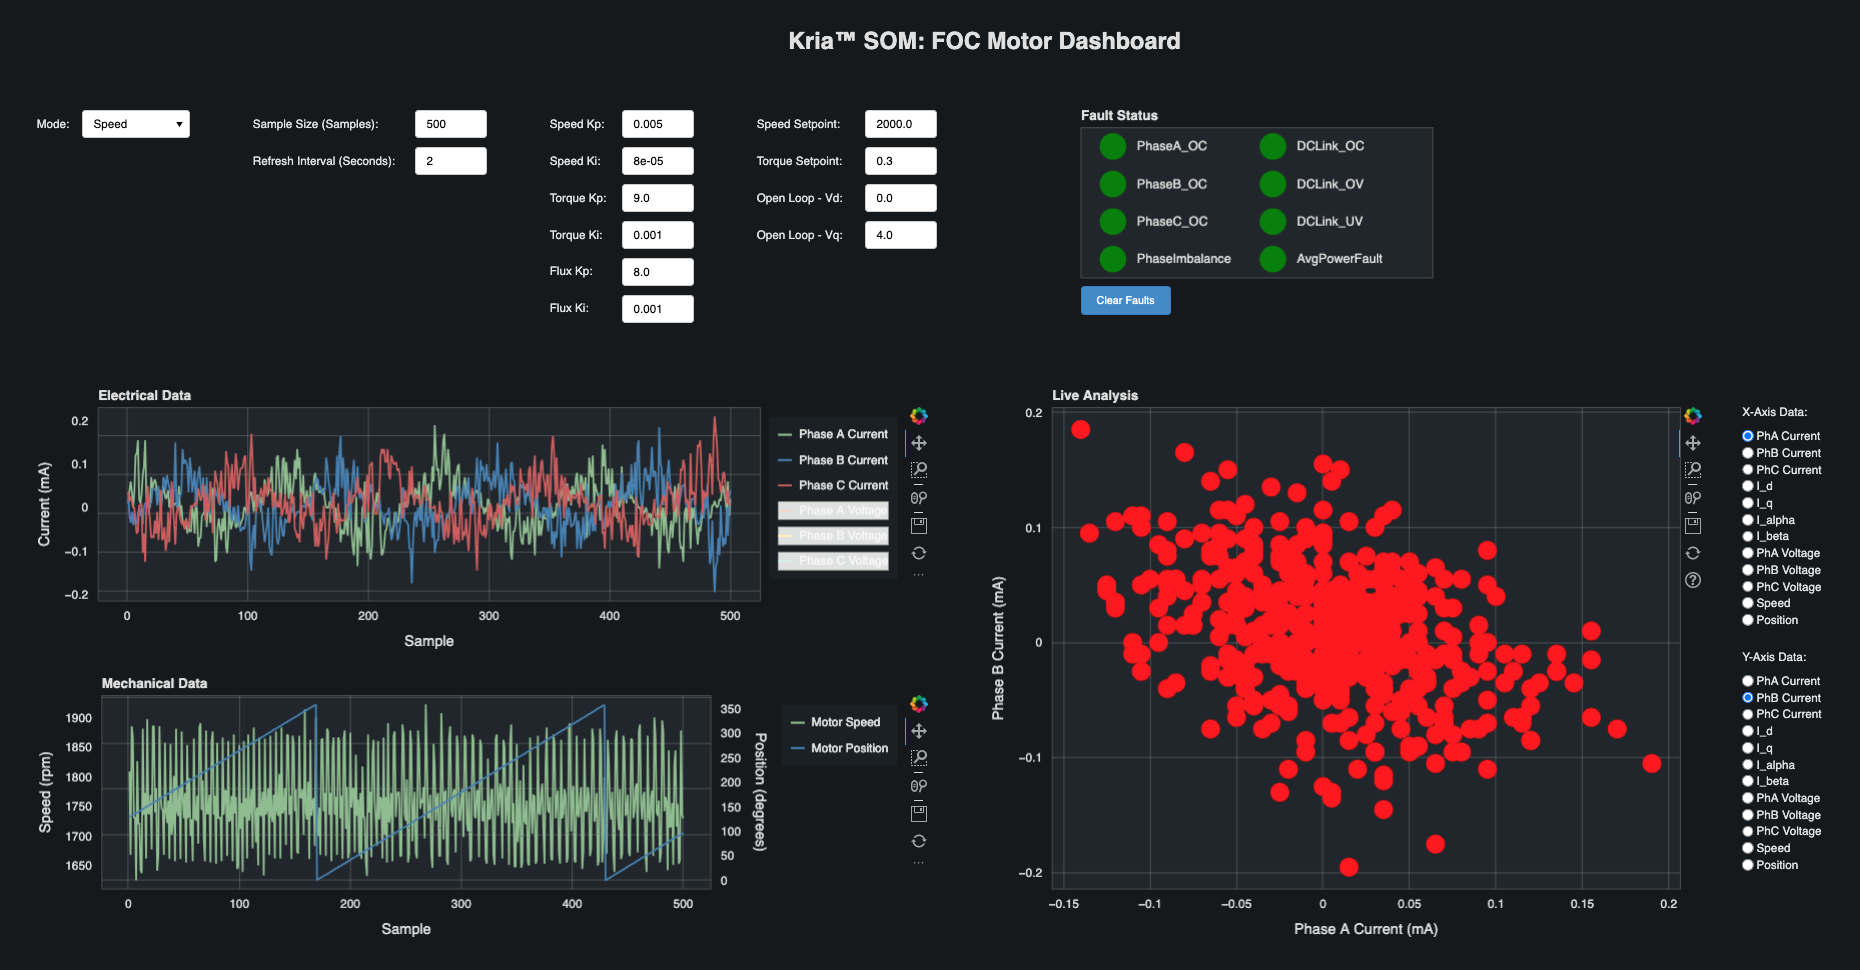 Kria™ SOM: FOC Motor Dashboard
Mode: Speed
Sample Size (Samples): 500
Refresh Interval (Seconds): 2
Speed Kp: 0.005
Speed Ki: 8e-05
Torque Kp: 9.0
Torque Ki: 0.001
Flux Kp: 8.0
Flux Ki: 0.001
Speed Setpoint: 2000.0
Torque Setpoint: 0.3
Open Loop - Vd: 0.0
Open Loop - Vq: 4.0
Fault Status
PhaseA_OC DCLink_OC
PhaseB_OC DCLink_OV
PhaseC_OC DCLink_UV
PhaseImbalance AvgPowerFault
Clear Faults
Electrical Data
Current (mA)
0.2
0.1
0
−0.1
−0.2
0 100 200 300 400 500
Sample
Phase A Current
Phase B Current
Phase C Current
Phase A Voltage
Phase B Voltage
Phase C Voltage
Mechanical Data
Speed (rpm)
1900
1850
1800
1750
1700
1650
350
300
250
200
150
100
50
0
Position (degrees)
0 100 200 300 400 500
Sample
Motor Speed
Motor Position
Live Analysis
Phase B Current (mA)
0.2
0.1
0
−0.1
−0.2
−0.15 −0.1 −0.05 0 0.05 0.1 0.15 0.2
Phase A Current (mA)
X-Axis Data:
PhA Current
PhB Current
PhC Current
I_d
I_q
I_alpha
I_beta
PhA Voltage
PhB Voltage
PhC Voltage
Speed
Position
Y-Axis Data:
PhA Current
PhB Current
PhC Current
I_d
I_q
I_alpha
I_beta
PhA Voltage
PhB Voltage
PhC Voltage
Speed
Position